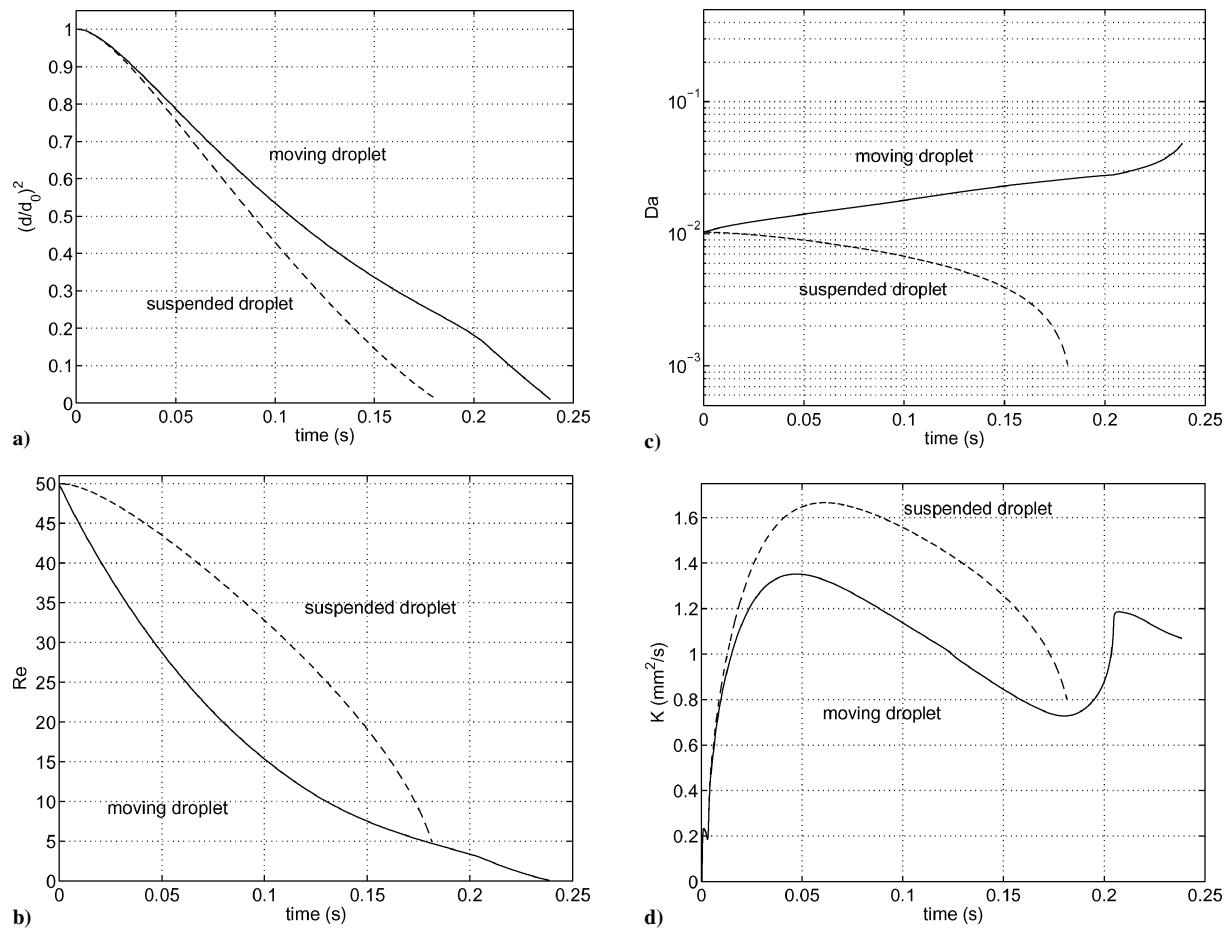 1
0.9
0.8
0.7
0.6
0.5
0.4
0.3
0.2
0.1
0
(d/d₀)²
moving droplet
suspended droplet
0 0.05 0.1 0.15 0.2 0.25
time (s)
a)
10⁻¹
10⁻²
10⁻³
Da
moving droplet
suspended droplet
0 0.05 0.1 0.15 0.2 0.25
time (s)
c)
50
45
40
35
30
25
20
15
10
5
0
Re
suspended droplet
moving droplet
0 0.05 0.1 0.15 0.2 0.25
time (s)
b)
1.6
1.4
1.2
1
0.8
0.6
0.4
0.2
0
K (mm²/s)
suspended droplet
moving droplet
0 0.05 0.1 0.15 0.2 0.25
time (s)
d)